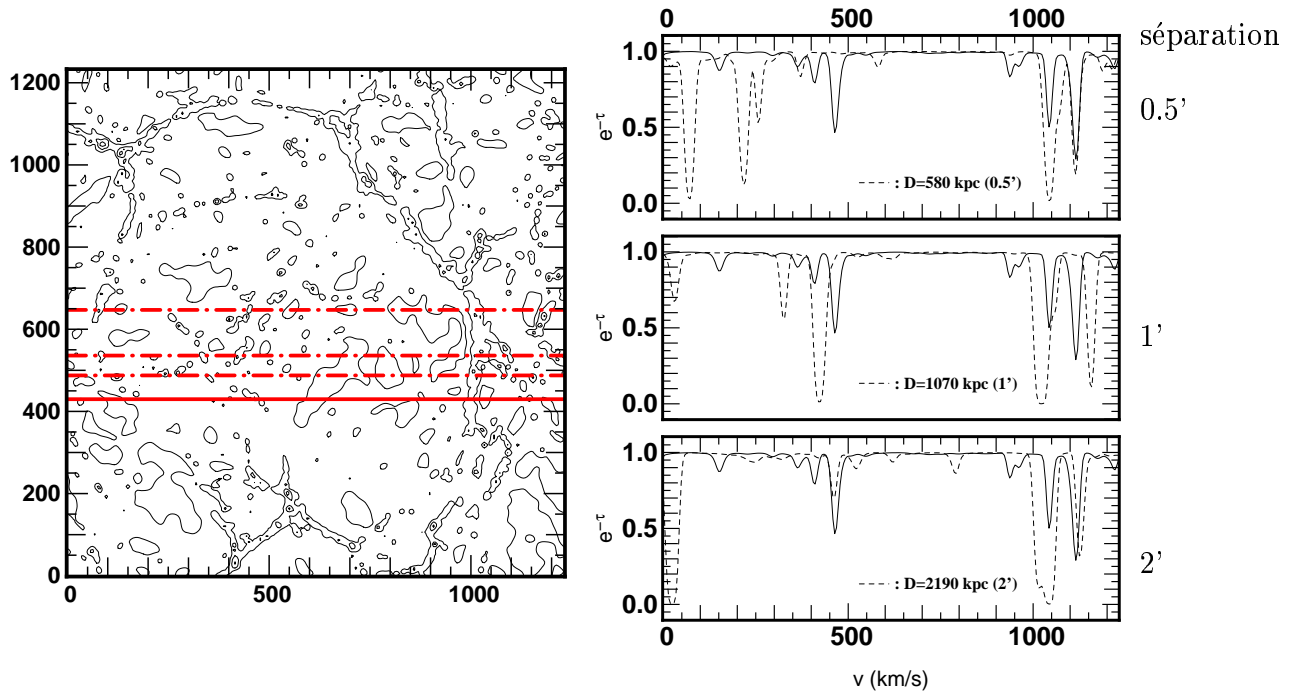 0 500 1000
séparation
1.0
0.5
0.0
e^{-τ}
: D=580 kpc (0.5')
0.5'
1.0
0.5
0.0
e^{-τ}
: D=1070 kpc (1')
1'
1.0
0.5
0.0
e^{-τ}
: D=2190 kpc (2')
2'
0 500 1000
v (km/s)
1200
1000
800
600
400
200
0
0 500 1000